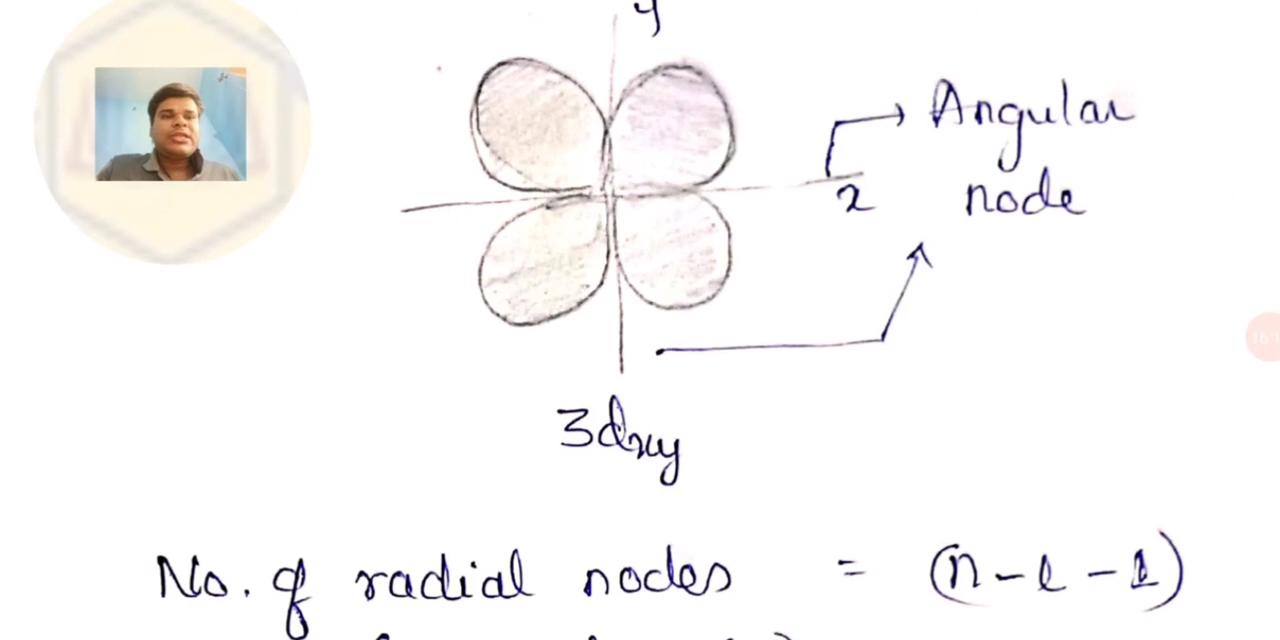 y
Angular
x
node
3dxy
No. of radial nodes = (n-l-1)